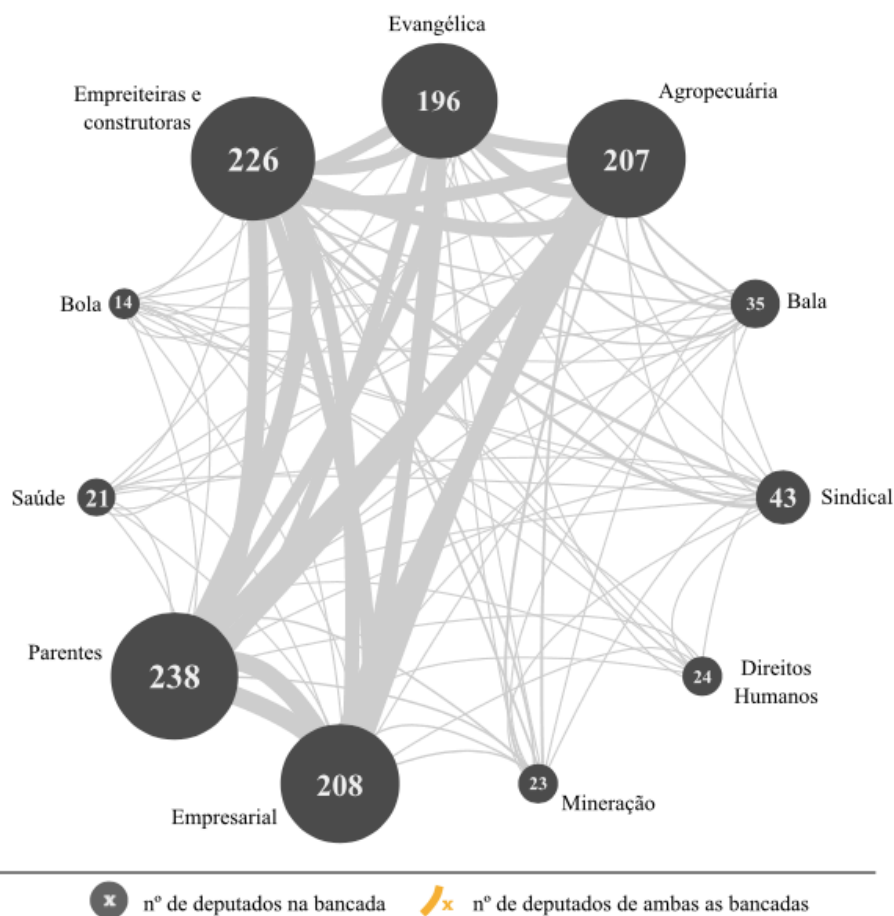 Evangélica
196
Empreiteiras e
construtoras
226
Agropecuária
207
Bola
14
35
Bala
Saúde
21
43
Sindical
Parentes
238
24
Direitos
Humanos
208
Empresarial
23
Mineração
x nº de deputados na bancada
x nº de deputados de ambas as bancadas